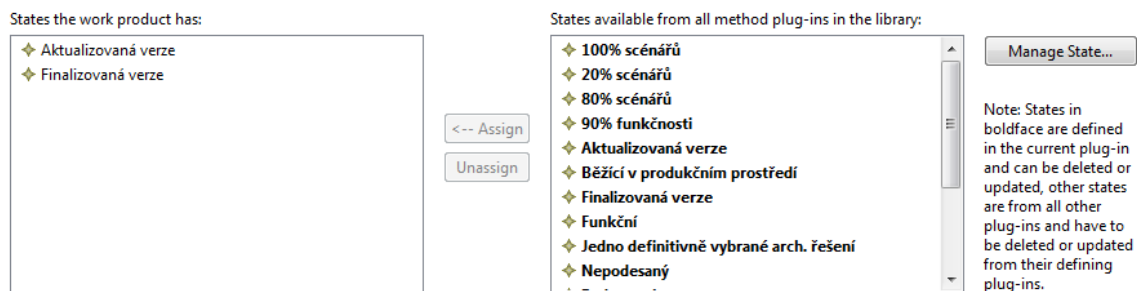 States the work product has:
Aktualizovaná verze
Finalizovaná verze
<-- Assign
Unassign
States available from all method plug-ins in the library:
100% scénářů
20% scénářů
80% scénářů
90% funkčnosti
Aktualizovaná verze
Běžící v produkčním prostředí
Finalizovaná verze
Funkční
Jedno definitivně vybrané arch. řešení
Nepodesaný
Manage State...
Note: States in
boldface are defined
in the current plug-in
and can be deleted or
updated, other states
are from all other
plug-ins and have to
be deleted or updated
from their defining
plug-ins.